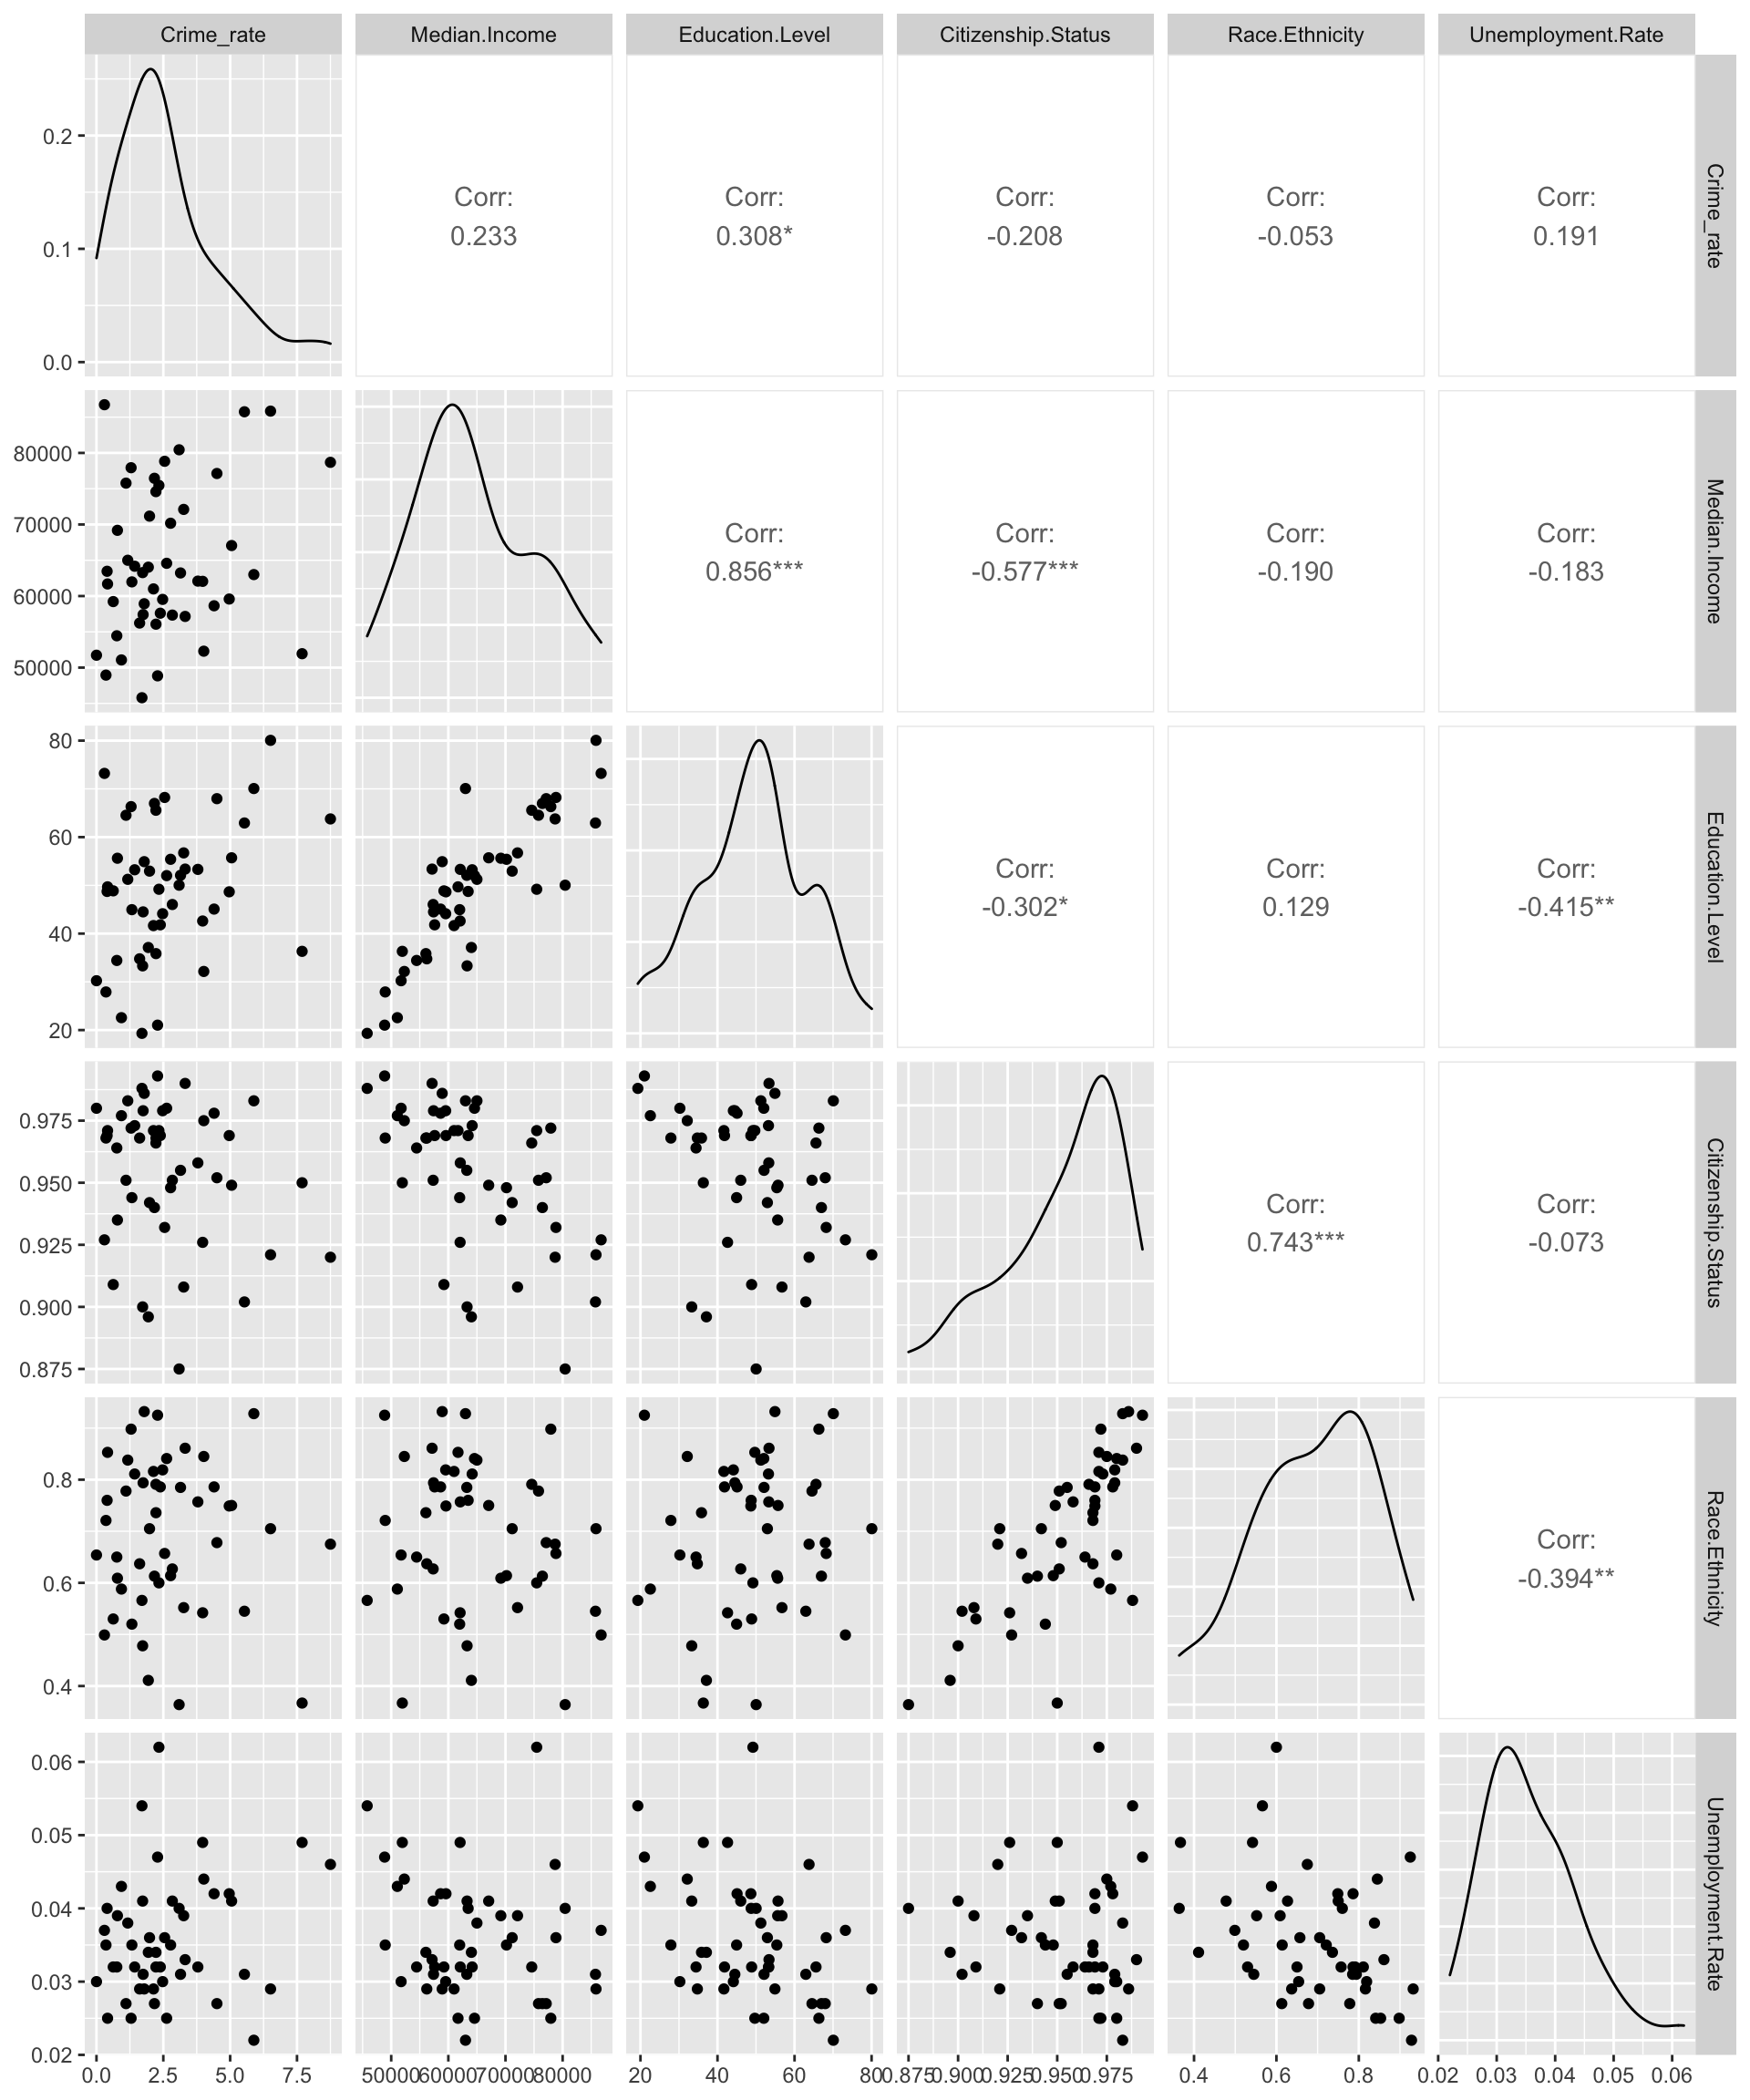 Crime_rate Median.Income Education.Level Citizenship.Status Race.Ethnicity Unemployment.Rate
0.2
0.1
0.0
Corr:
0.233
Corr:
0.308*
Corr:
-0.208
Corr:
-0.053
Corr:
0.191
Crime_rate
80000
70000
60000
50000
Corr:
0.856***
Corr:
-0.577***
Corr:
-0.190
Corr:
-0.183
Median.Income
80
60
40
20
Corr:
-0.302*
Corr:
0.129
Corr:
-0.415**
Education.Level
0.975
0.950
0.925
0.900
0.875
Corr:
0.743***
Corr:
-0.073
Citizenship.Status
0.8
0.6
0.4
Corr:
-0.394**
Race.Ethnicity
0.06
0.05
0.04
0.03
0.02
Unemployment.Rate
0.0 2.5 5.0 7.5 50000 60000 70000 80000 20 40 60 80 0.875 0.900 0.925 0.950 0.975 0.4 0.6 0.8 0.02 0.03 0.04 0.05 0.06